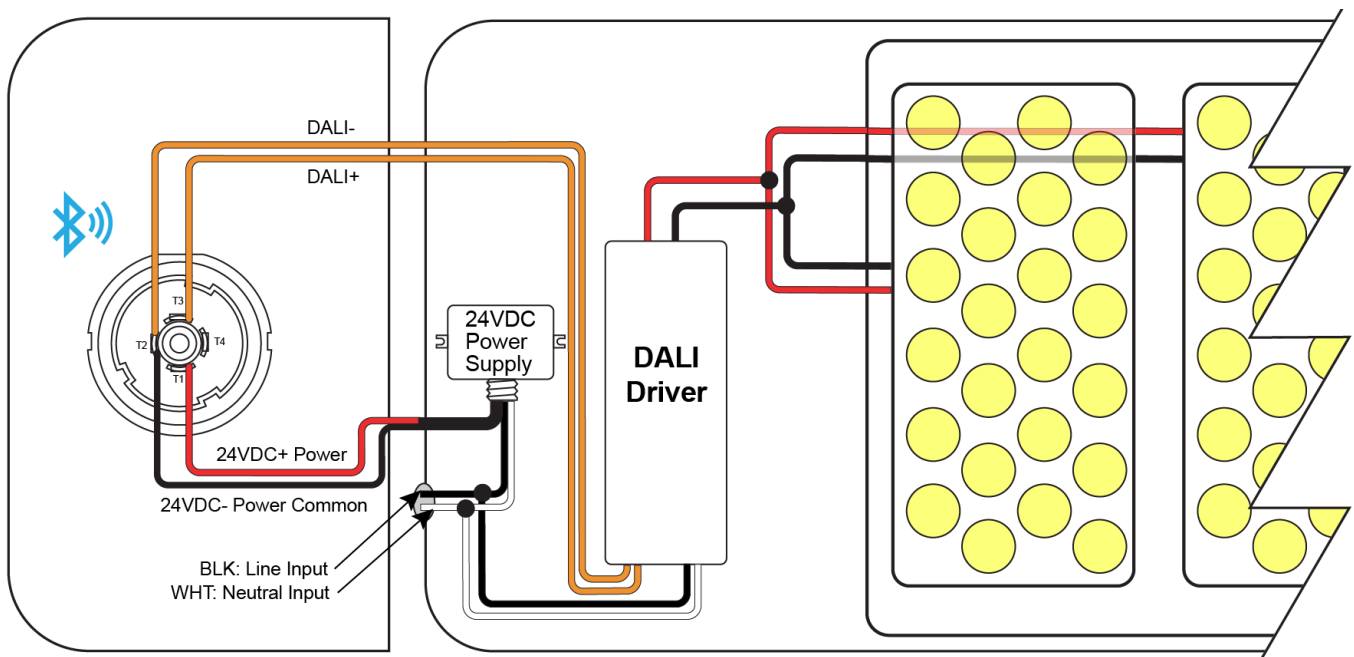 DALI-
DALI+
T3
T2
T4
T1
24VDC
Power
Supply
DALI
Driver
24VDC+ Power
24VDC- Power Common
BLK: Line Input
WHT: Neutral Input